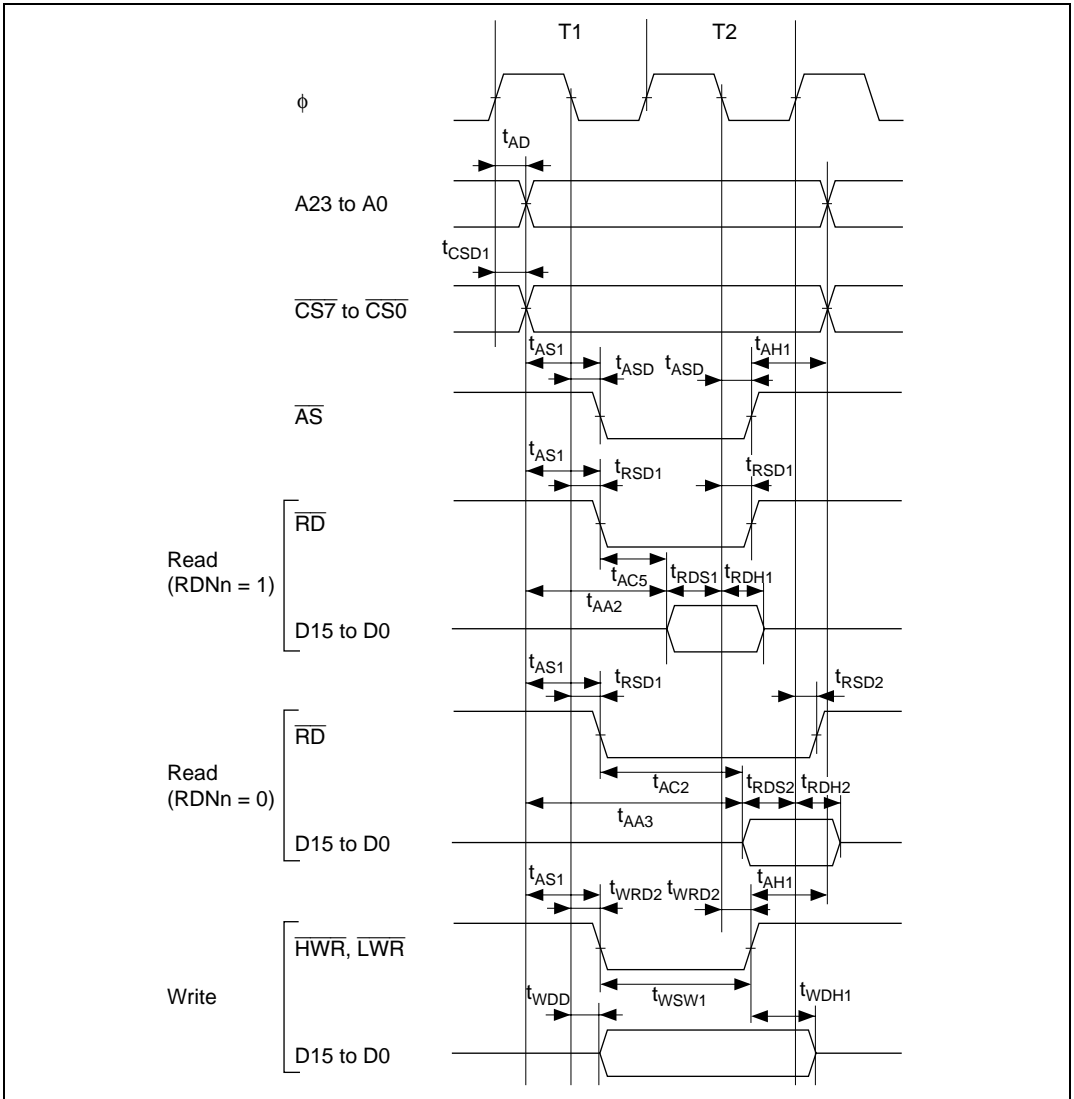 T1 T2
φ
tAD
A23 to A0
tCSD1
CS7 to CS0
tAS1 tASD tASD tAH1
AS
tAS1 tRSD1 tRSD1
RD
Read
(RDNn = 1)
tAC5 tRDS1 tRDH1
tAA2
D15 to D0
tAS1 tRSD1 tRSD2
RD
Read
(RDNn = 0)
tAC2 tRDS2 tRDH2
tAA3
D15 to D0
tAS1 tWRD2 tWRD2 tAH1
HWR, LWR
Write
tWDD tWSW1 tWDH1
D15 to D0